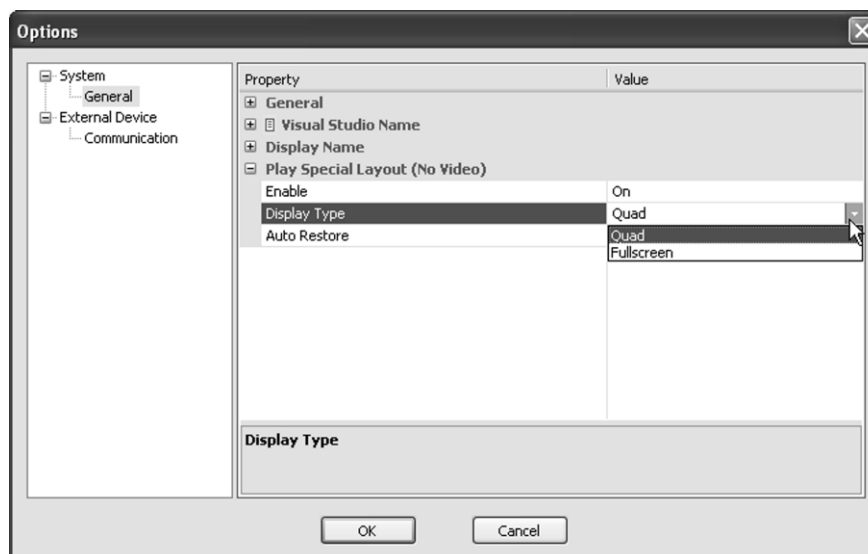 Options
System
General
External Device
Communication
Property Value
General
Visual Studio Name
Display Name
Play Special Layout (No Video)
Enable On
Display Type Quad
Auto Restore Quad
Fullscreen
Display Type
OK Cancel